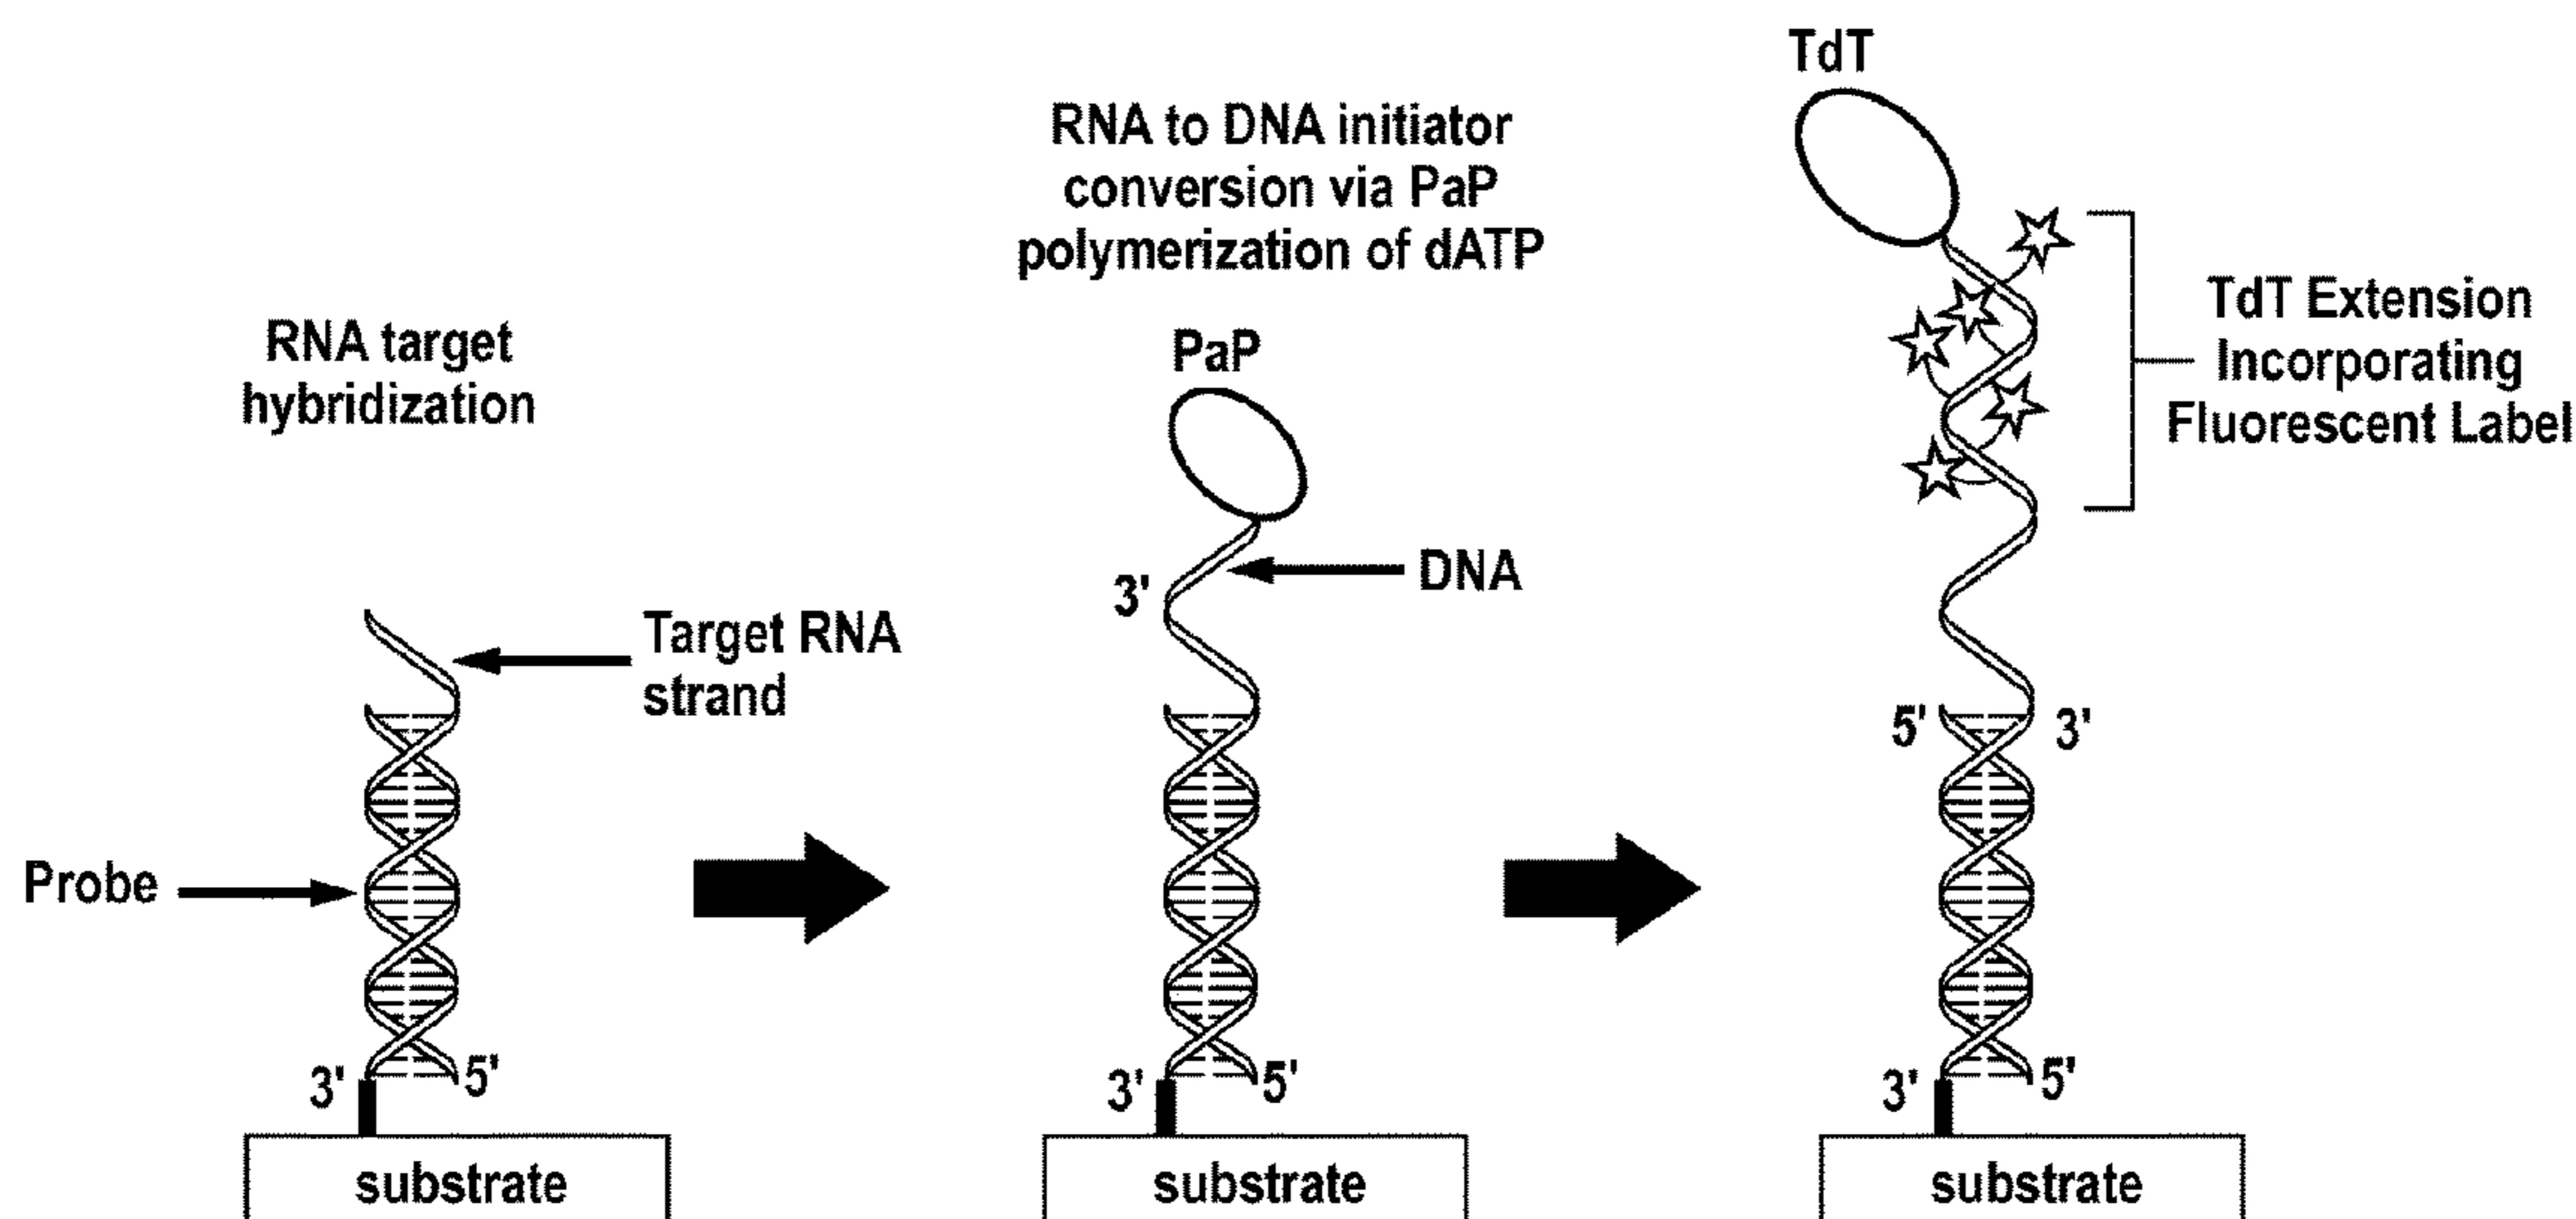 RNA target
hybridization
Target RNA
strand
Probe
3'
5'
substrate
RNA to DNA initiator
conversion via PaP
polymerization of dATP
PaP
3'
DNA
3'
5'
substrate
TdT
TdT Extension
Incorporating
Fluorescent Label
5'
3'
3'
5'
substrate